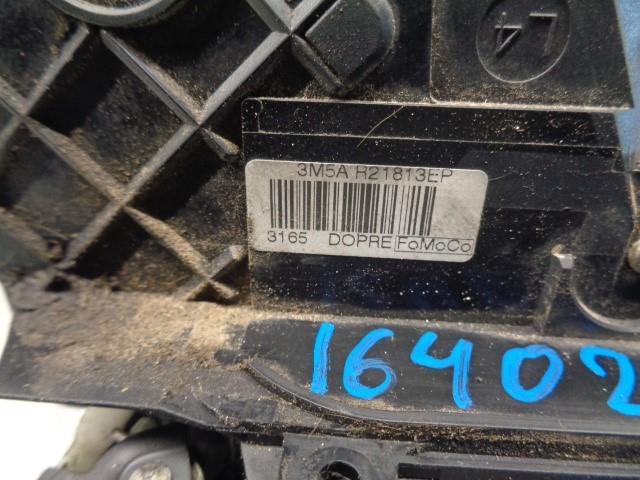 L4
3M5A R21813EP
3165 DOPRE FoMoCo
16402